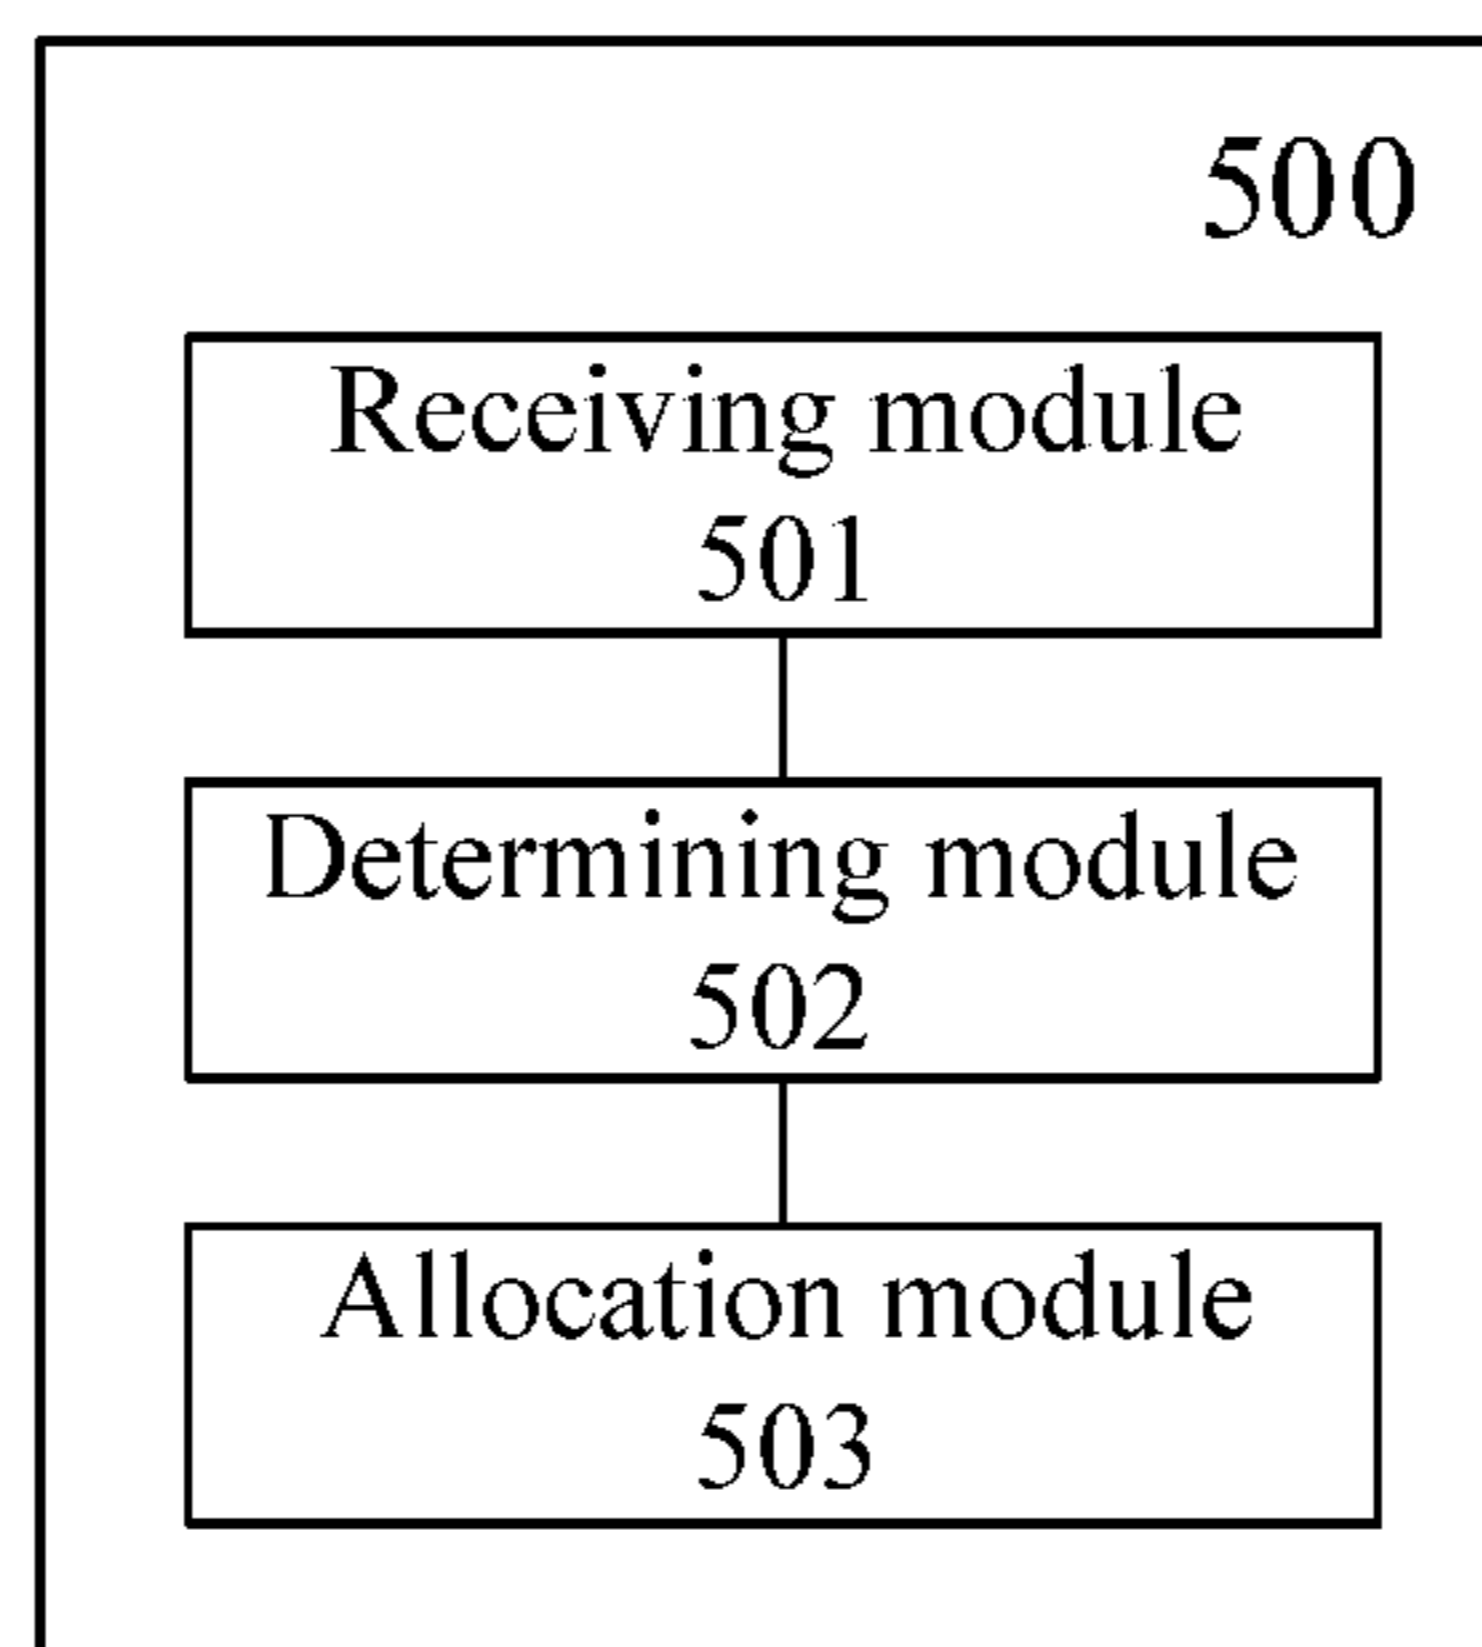 500
Receiving module
501
Determining module
502
Allocation module
503